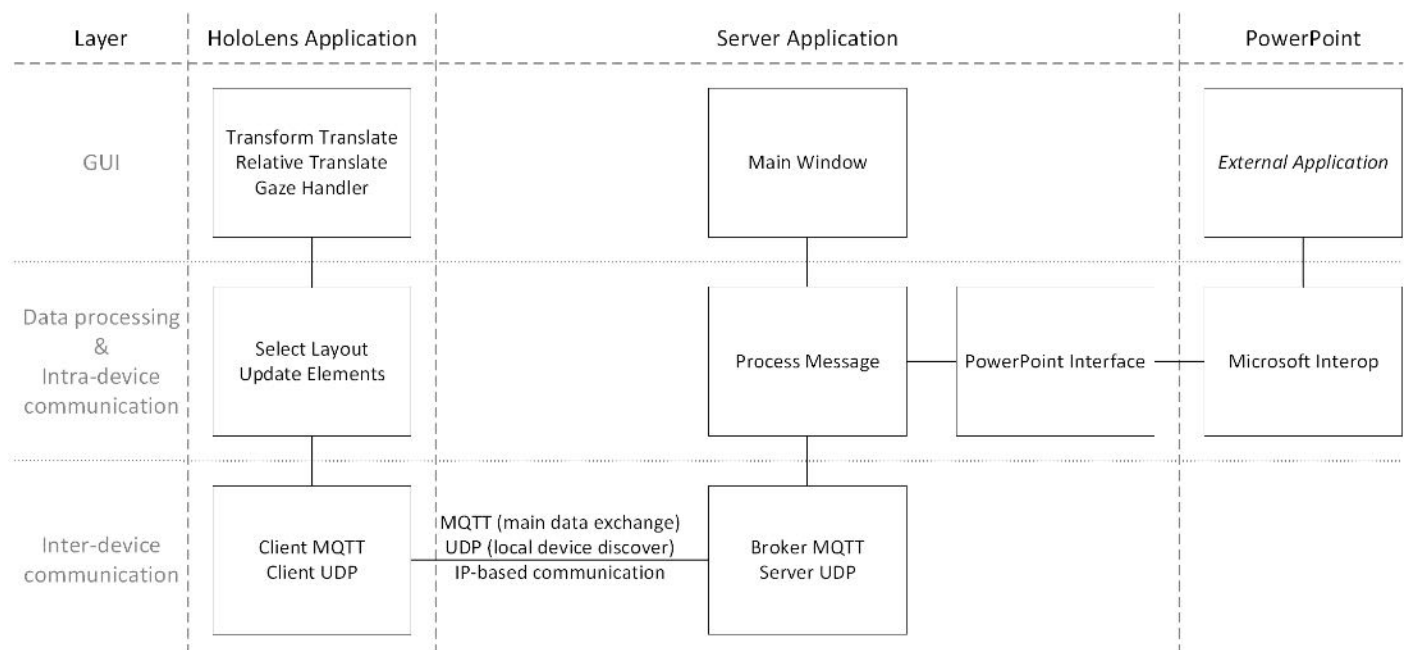 Layer
HoloLens Application
Server Application
PowerPoint
GUI
Transform Translate
Relative Translate
Gaze Handler
Main Window
External Application
Data processing
&
Intra-device
communication
Select Layout
Update Elements
Process Message
PowerPoint Interface
Microsoft Interop
Inter-device
communication
Client MQTT
Client UDP
MQTT (main data exchange)
UDP (local device discover)
IP-based communication
Broker MQTT
Server UDP